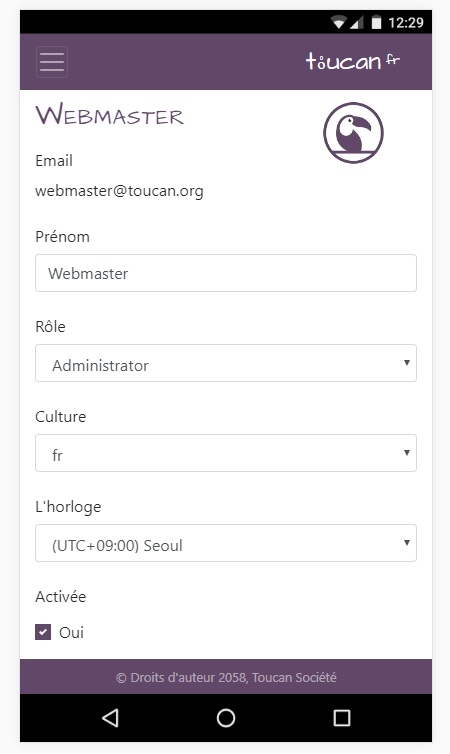 12:29
toucan fr
Webmaster
Email
webmaster@toucan.org
Prénom
Webmaster
Rôle
Administrator
Culture
fr
L'horloge
(UTC+09:00) Seoul
Activée
Oui
© Droits d'auteur 2058, Toucan Société